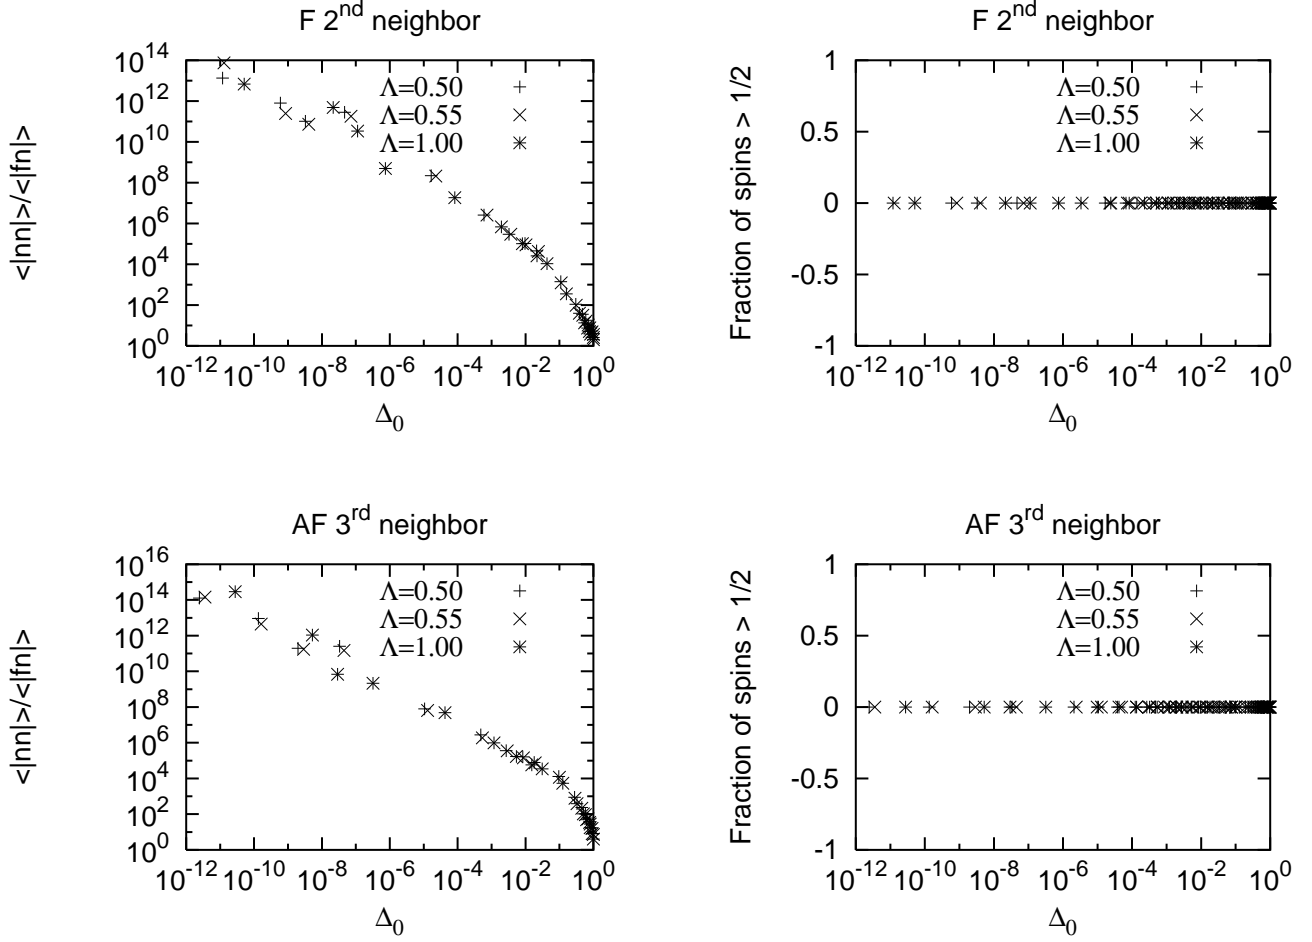 F 2nd neighbor
<|nn|>/<|fn|>
10^14
10^12
10^10
10^8
10^6
10^4
10^2
10^0
Λ=0.50
Λ=0.55
Λ=1.00
10^-12 10^-10 10^-8 10^-6 10^-4 10^-2 10^0
Δ0
F 2nd neighbor
Fraction of spins > 1/2
1
0.5
0
-0.5
-1
Λ=0.50
Λ=0.55
Λ=1.00
10^-12 10^-10 10^-8 10^-6 10^-4 10^-2 10^0
Δ0
AF 3rd neighbor
<|nn|>/<|fn|>
10^16
10^14
10^12
10^10
10^8
10^6
10^4
10^2
10^0
Λ=0.50
Λ=0.55
Λ=1.00
10^-12 10^-10 10^-8 10^-6 10^-4 10^-2 10^0
Δ0
AF 3rd neighbor
Fraction of spins > 1/2
1
0.5
0
-0.5
-1
Λ=0.50
Λ=0.55
Λ=1.00
10^-12 10^-10 10^-8 10^-6 10^-4 10^-2 10^0
Δ0